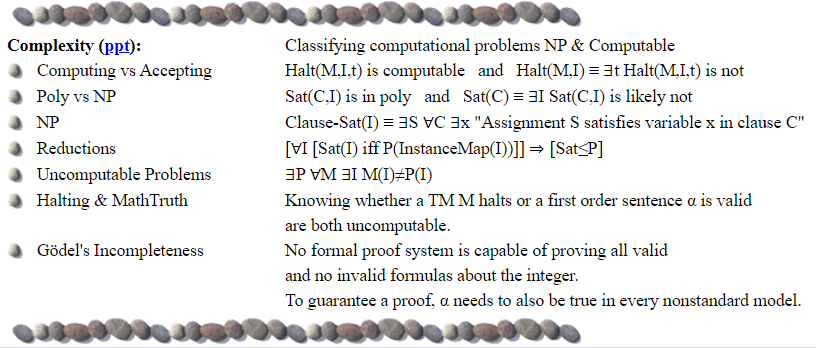 Complexity (ppt): Classifying computational problems NP & Computable
Computing vs Accepting Halt(M,I,t) is computable and Halt(M,I) ≡ ∃t Halt(M,I,t) is not
Poly vs NP Sat(C,I) is in poly and Sat(C) ≡ ∃I Sat(C,I) is likely not
NP Clause-Sat(I) ≡ ∃S ∀C ∃x "Assignment S satisfies variable x in clause C"
Reductions [∀I [Sat(I) iff P(InstanceMap(I))]] ⇒ [Sat≤P]
Uncomputable Problems ∃P ∀M ∃I M(I)≠P(I)
Halting & MathTruth Knowing whether a TM M halts or a first order sentence α is valid
are both uncomputable.
Gödel's Incompleteness No formal proof system is capable of proving all valid
and no invalid formulas about the integer.
To guarantee a proof, α needs to also be true in every nonstandard model.